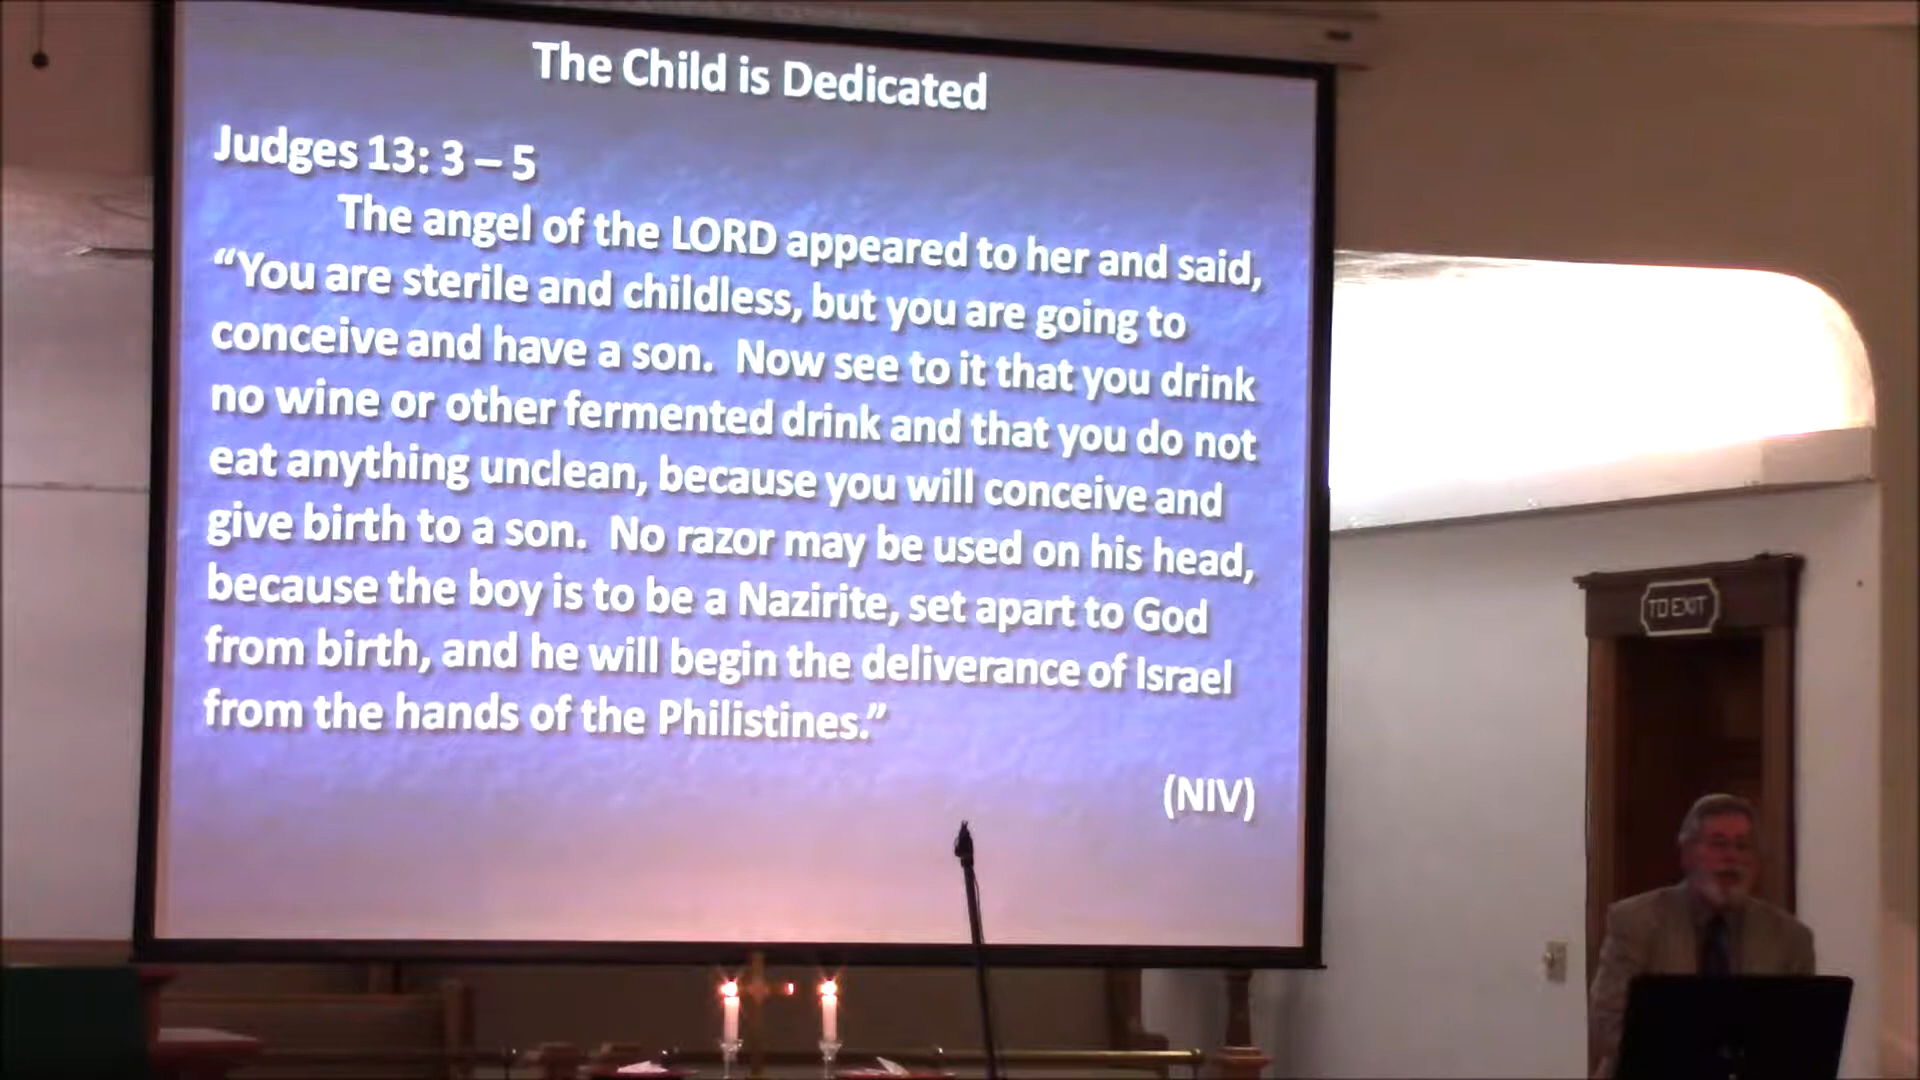 The Child is Dedicated
Judges 13: 3 – 5
The angel of the LORD appeared to her and said,
“You are sterile and childless, but you are going to
conceive and have a son.  Now see to it that you drink
no wine or other fermented drink and that you do not
eat anything unclean, because you will conceive and
give birth to a son.  No razor may be used on his head,
because the boy is to be a Nazirite, set apart to God
from birth, and he will begin the deliverance of Israel
from the hands of the Philistines.”
(NIV)
TO EXIT